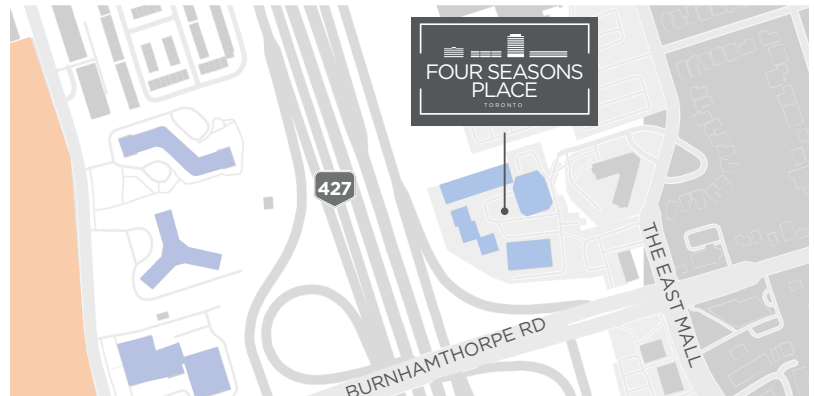 FOUR SEASONS
PLACE
TORONTO
427
THE EAST MALL
BURNHAMTHORPE RD